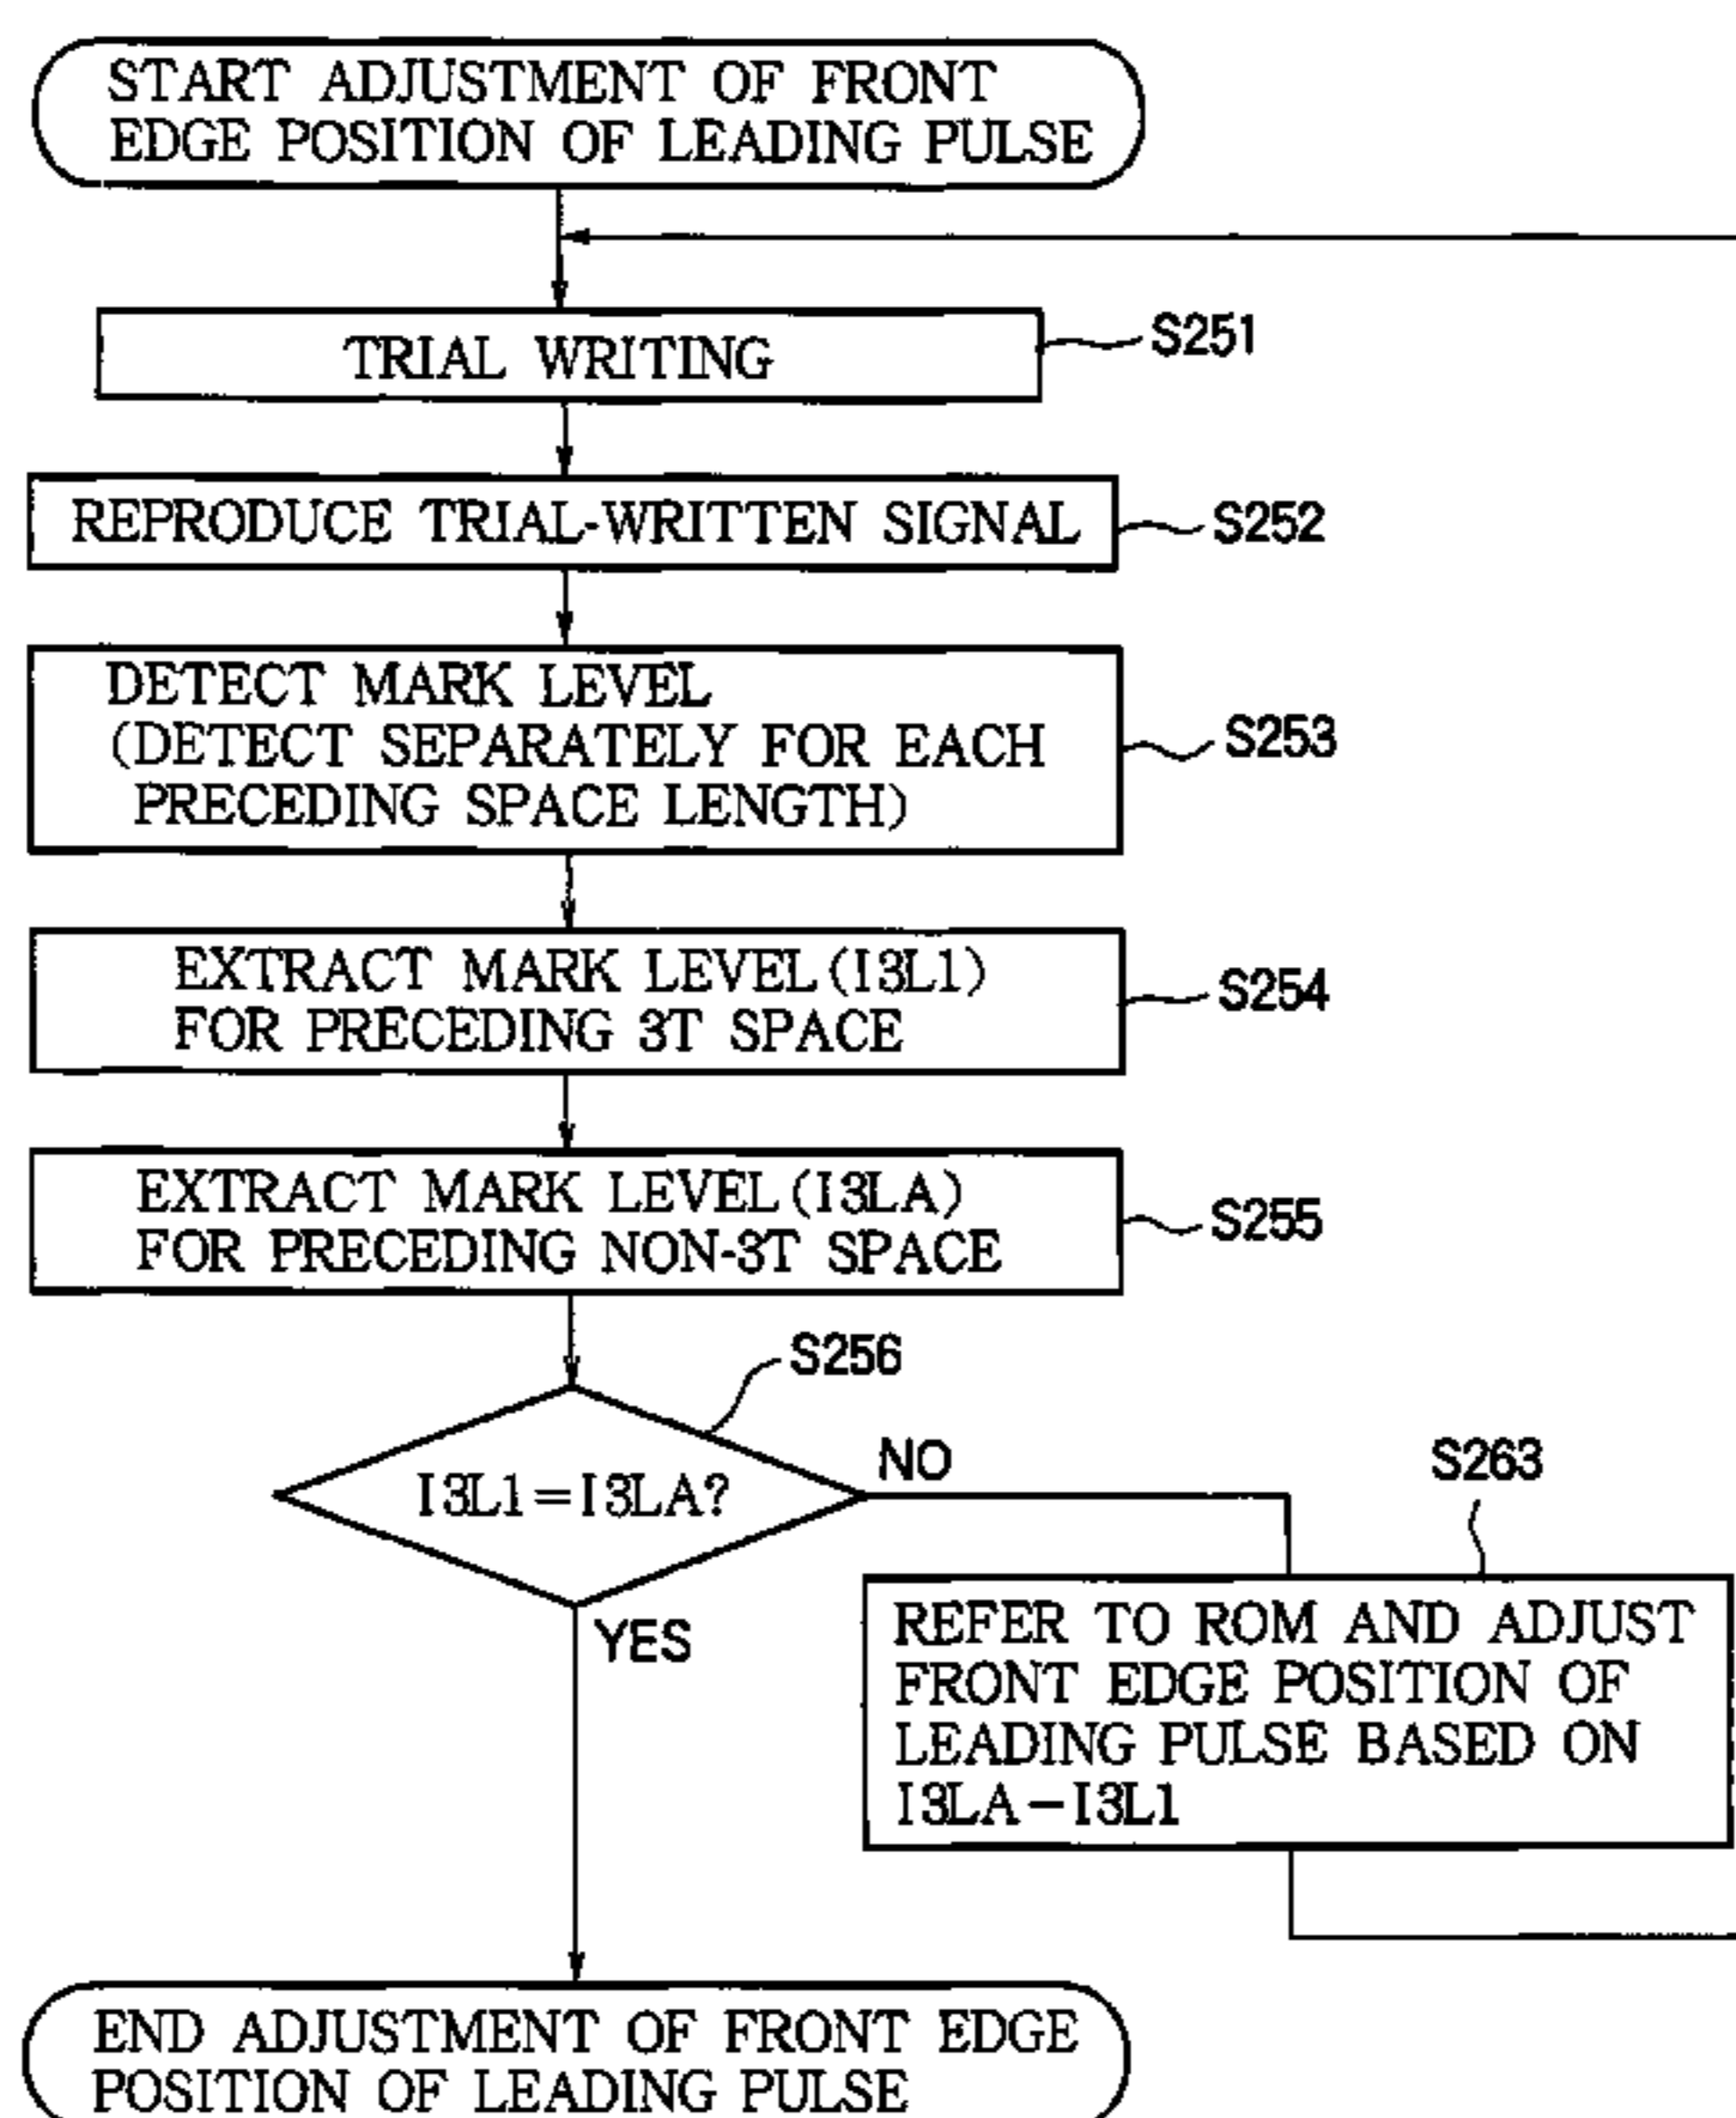 START ADJUSTMENT OF FRONT
EDGE POSITION OF LEADING PULSE
TRIAL WRITING
S251
REPRODUCE TRIAL-WRITTEN SIGNAL
S252
DETECT MARK LEVEL
(DETECT SEPARATELY FOR EACH
PRECEDING SPACE LENGTH)
S253
EXTRACT MARK LEVEL(I3L1)
FOR PRECEDING 3T SPACE
S254
EXTRACT MARK LEVEL(I3LA)
FOR PRECEDING NON-3T SPACE
S255
S256
I3L1=I3LA?
NO
YES
S263
REFER TO ROM AND ADJUST
FRONT EDGE POSITION OF
LEADING PULSE BASED ON
I3LA-I3L1
END ADJUSTMENT OF FRONT EDGE
POSITION OF LEADING PULSE